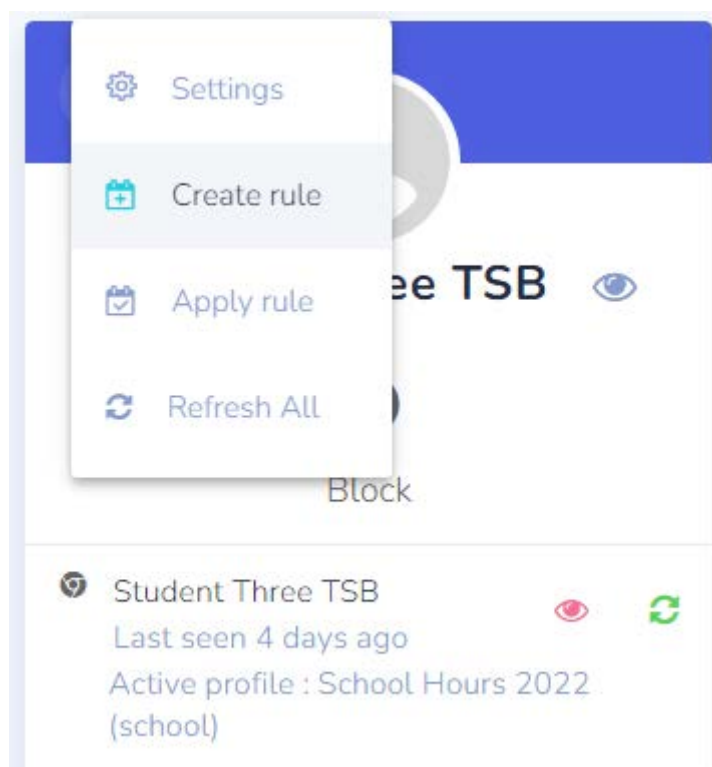 Settings
Create rule
Apply rule
ee TSB
Refresh All
Block
Student Three TSB
Last seen 4 days ago
Active profile : School Hours 2022
(school)